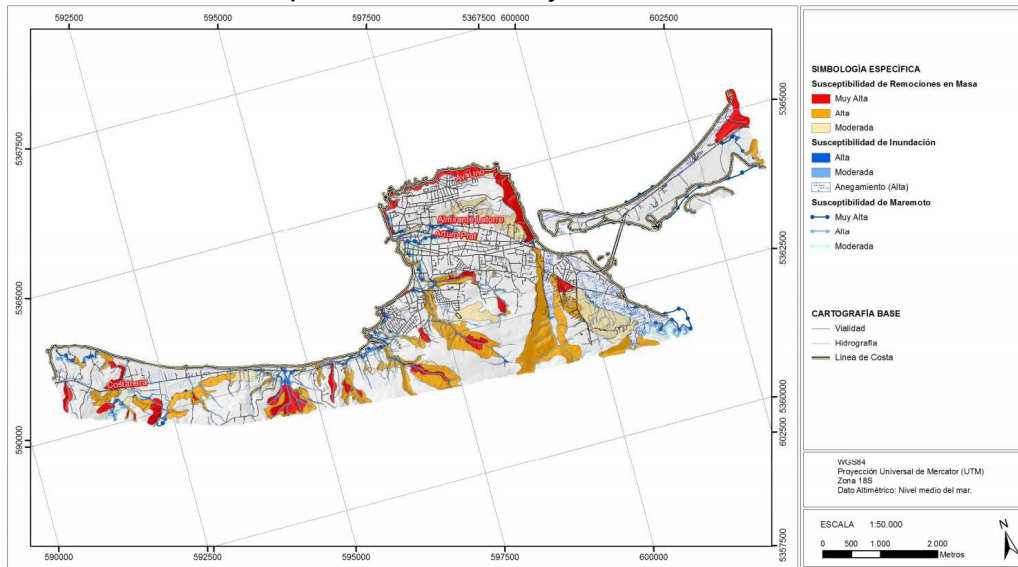 592500
595000
597500
5367500
600000
602500
5367500
5365000
590000
5365000
5362500
5360000
602500
5357500
590000
592500
595000
597500
600000
Av. Uno
Almirante Latorre
Arturo Prat
Costanera
SIMBOLOGÍA ESPECÍFICA
Susceptibilidad de Remociones en Masa
Muy Alta
Alta
Moderada
Susceptibilidad de Inundación
Alta
Moderada
Anegamiento (Alta)
Susceptibilidad de Maremoto
Muy Alta
Alta
Moderada
CARTOGRAFÍA BASE
Vialidad
Hidrografía
Línea de Costa
WGS84
Proyección Universal de Mercator (UTM)
Zona 18S
Dato Altimétrico: Nivel medio del mar.
ESCALA 1:50.000
N
0 500 1.000 2.000
Metros